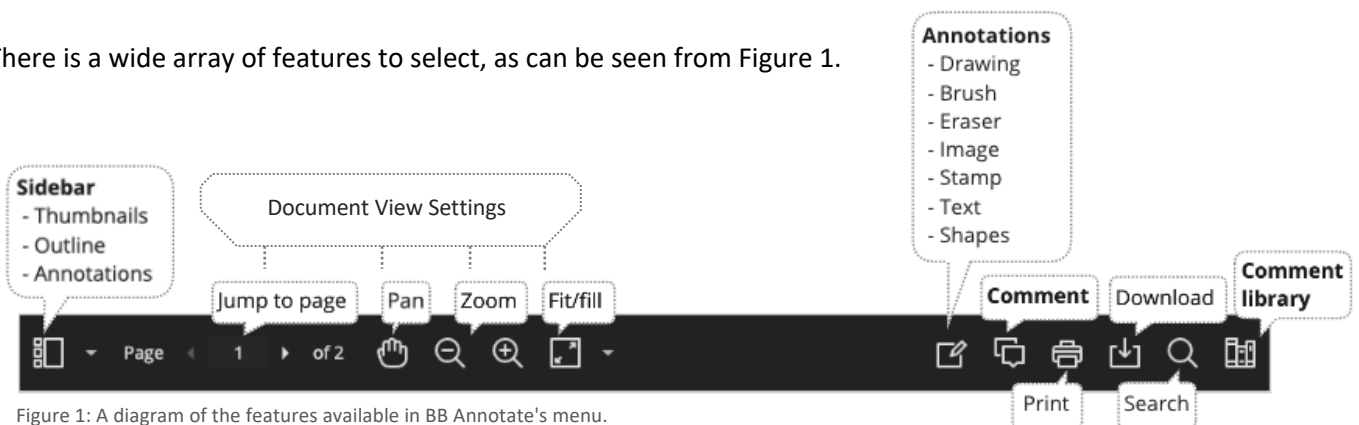 here is a wide array of features to select, as can be seen from Figure 1.
Annotations
- Drawing
- Brush
- Eraser
- Image
- Stamp
- Text
- Shapes
Sidebar
- Thumbnails
- Outline
- Annotations
Document View Settings
Jump to page
Pan
Zoom
Fit/fill
Comment
Download
Comment
library
Page 1 of 2
Print
Search
Figure 1: A diagram of the features available in BB Annotate's menu.